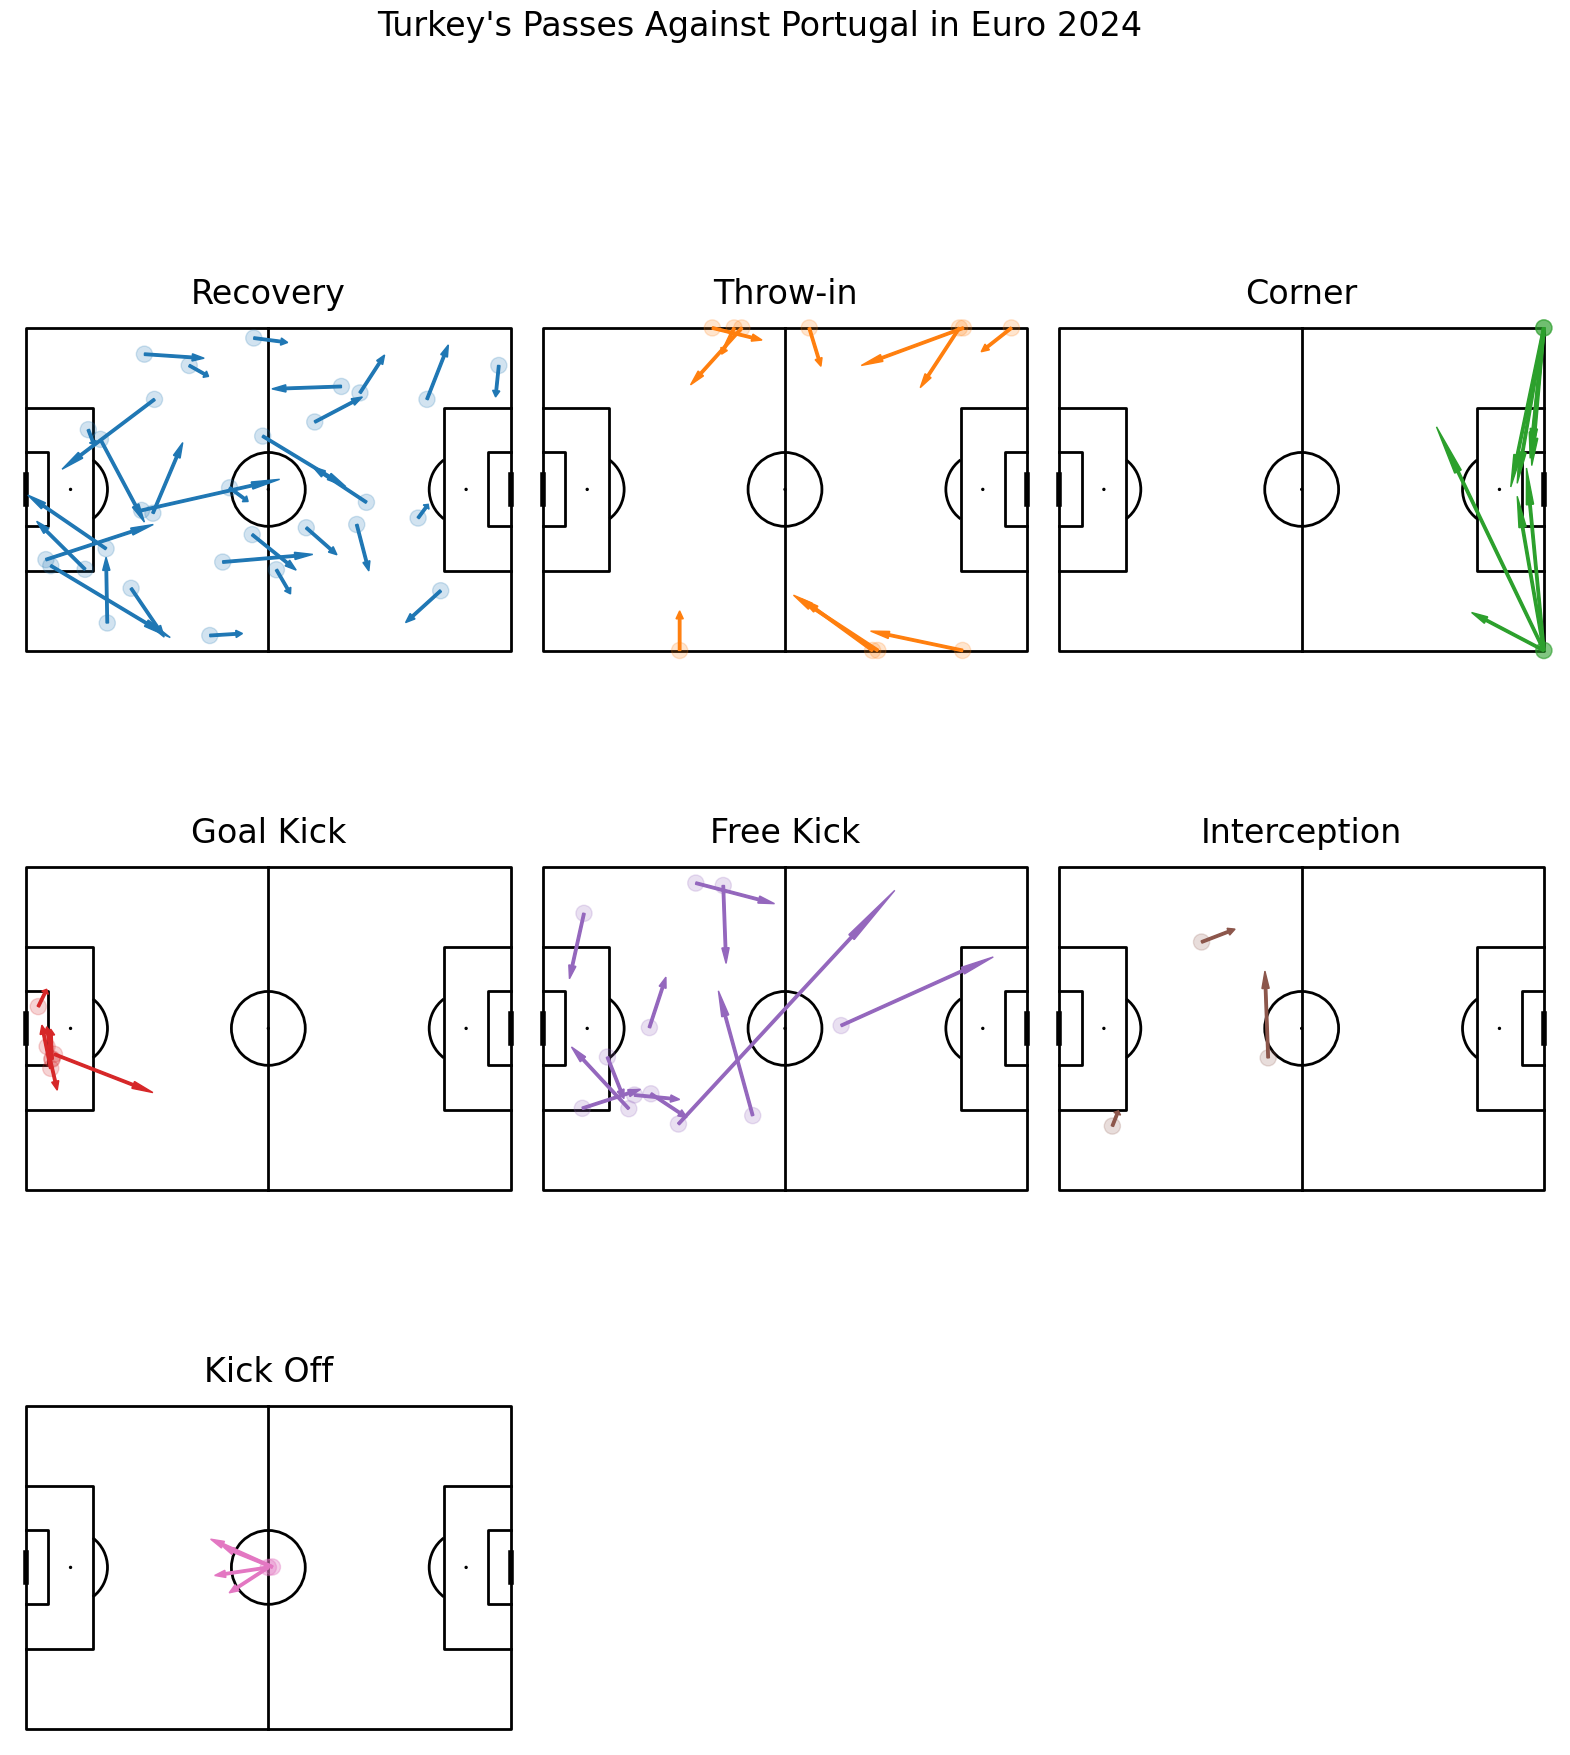 Turkey's Passes Against Portugal in Euro 2024
Recovery
Throw-in
Corner
Goal Kick
Free Kick
Interception
Kick Off